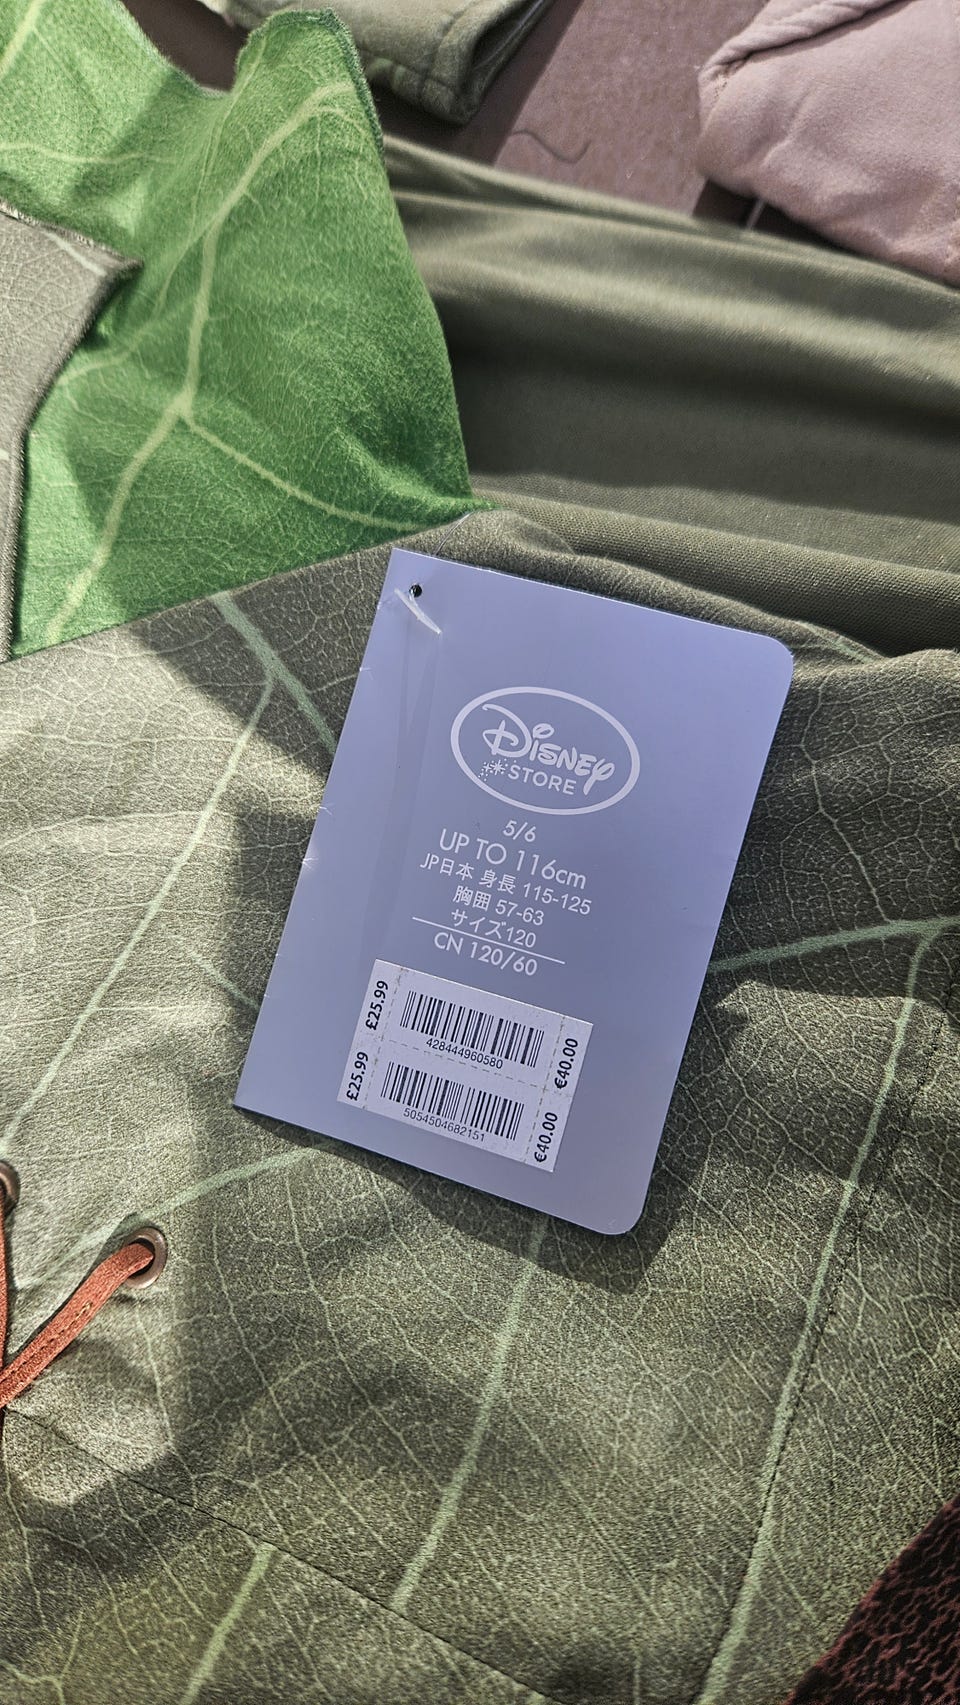 Disney
STORE
5/6
UP TO 116cm
JP日本 身長 115-125
胸囲 57-63
サイズ120
CN 120/60
£25.99
428444960580
€40.00
£25.99
5054504682151
€40.00